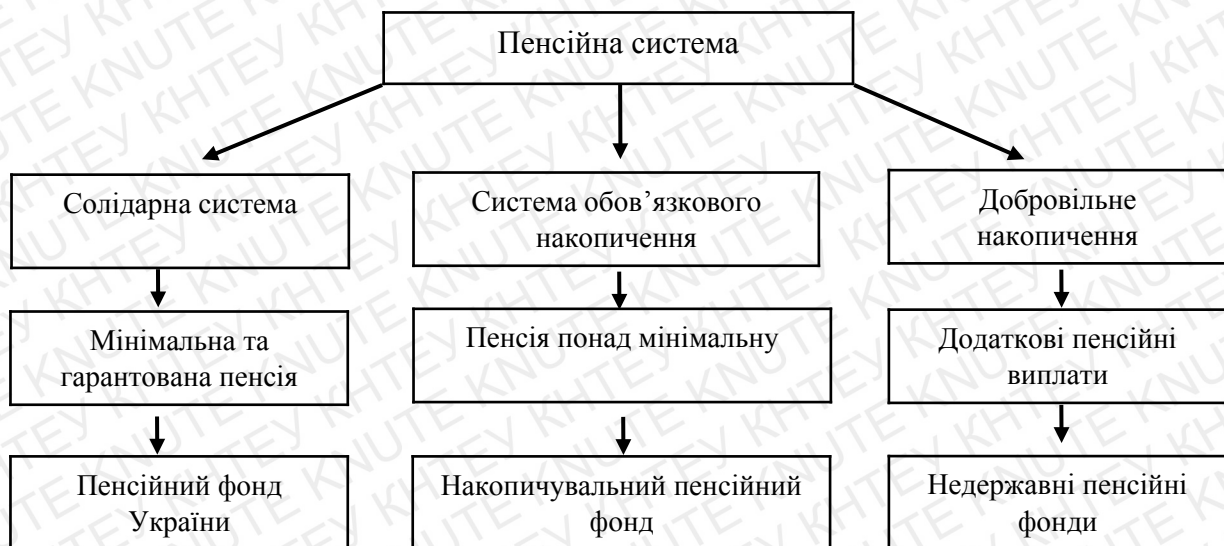 Пенсійна система
Солідарна система
Система обов’язкового
накопичення
Добровільне
накопичення
Мінімальна та
гарантована пенсія
Пенсія понад мінімальну
Додаткові пенсійні
виплати
Пенсійний фонд
України
Накопичувальний пенсійний
фонд
Недержавні пенсійні
фонди